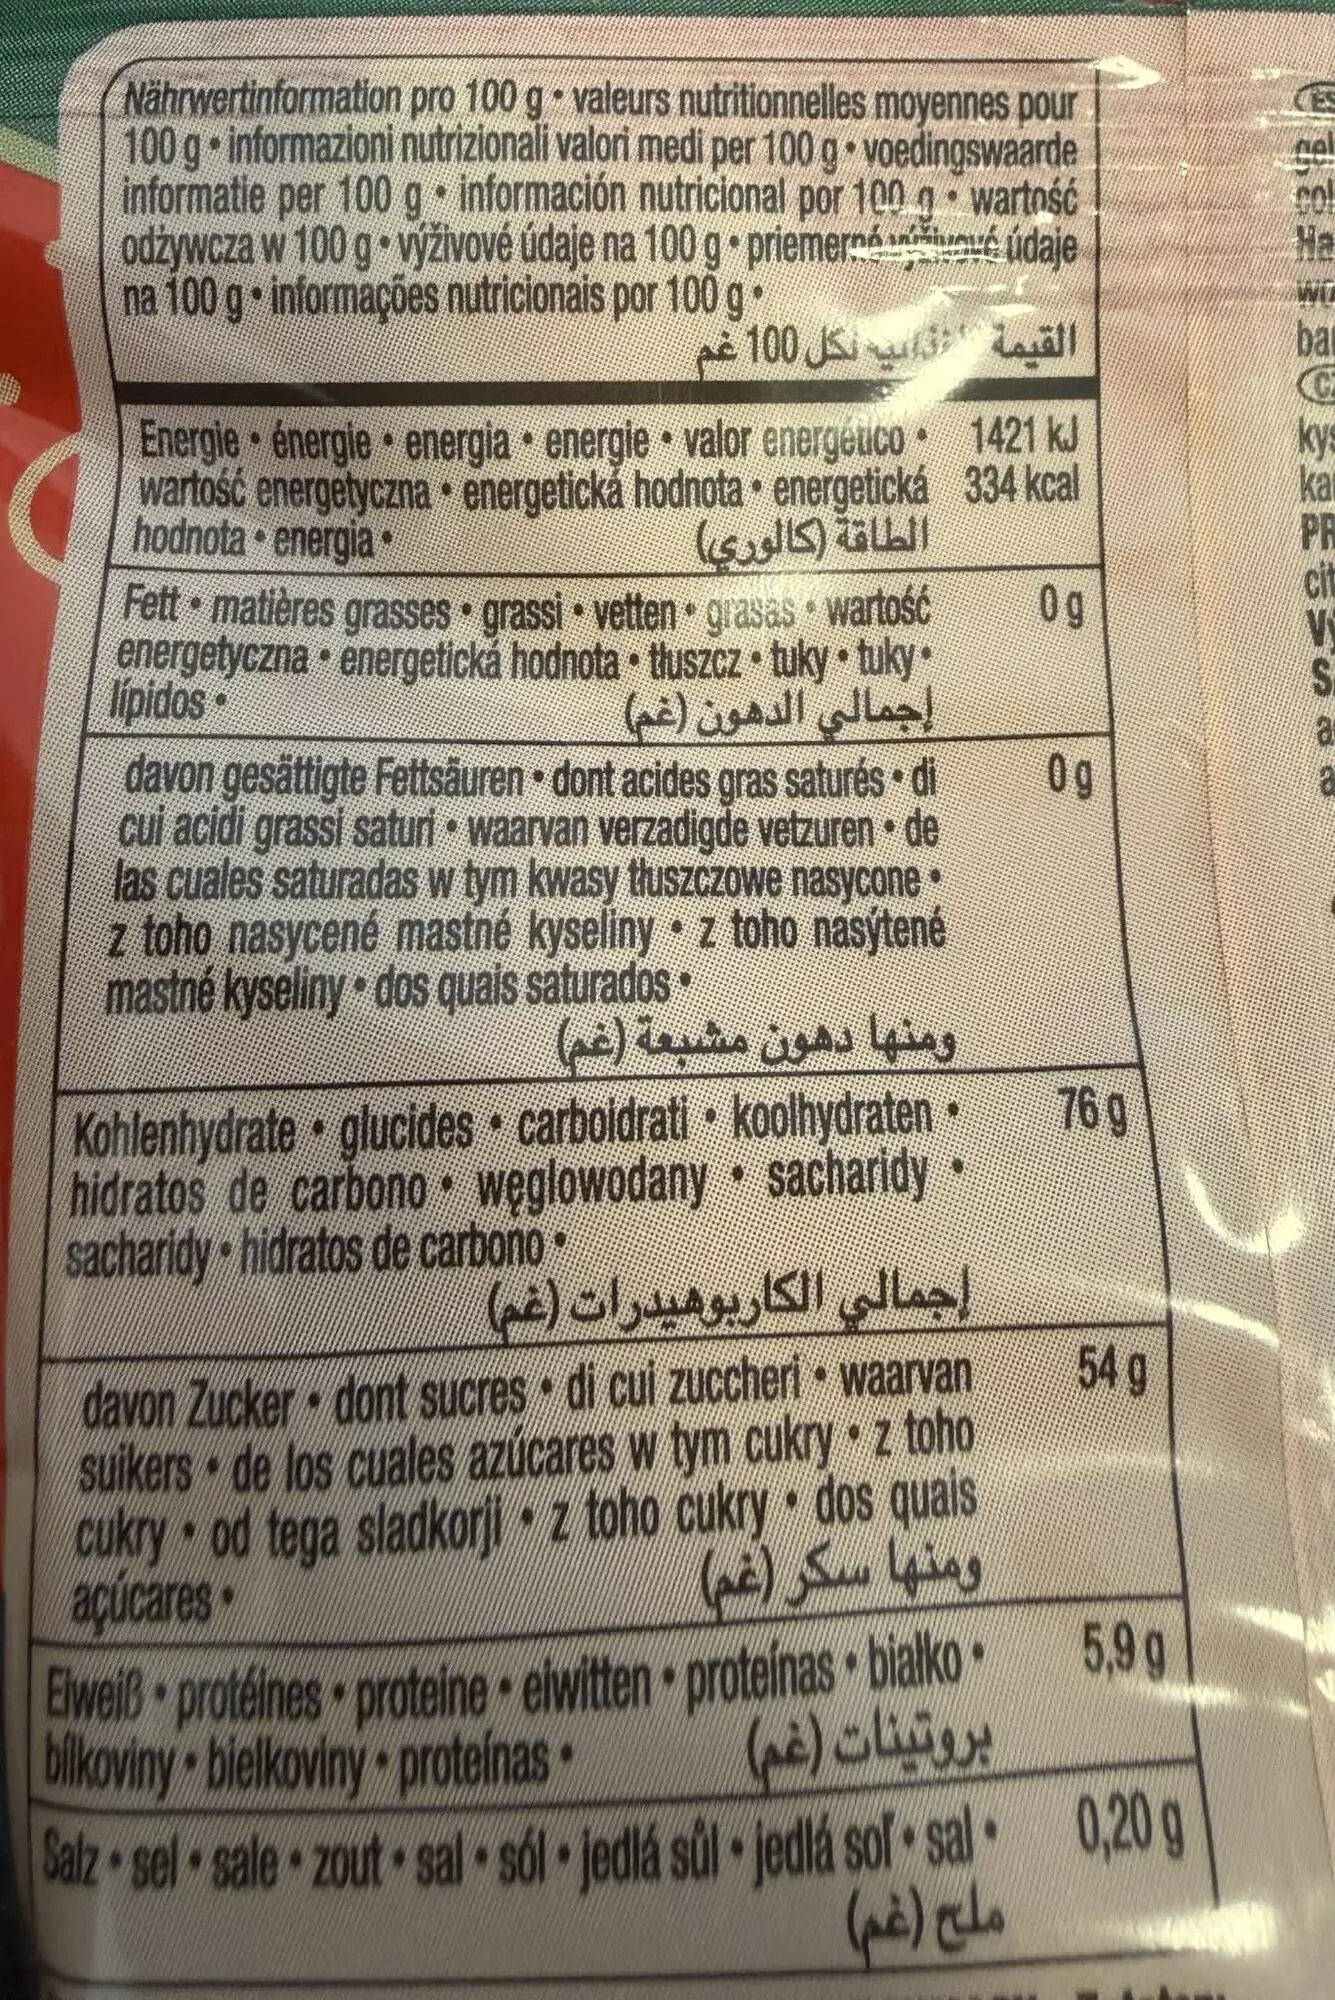 Nährwertinformation pro 100 g • valeurs nutritionnelles moyennes pour
100 g • informazioni nutrizionali valori medi per 100 g • voedingswaarde
informatie per 100 g • información nutricional por 100 g • wartość
odżywcza w 100 g • výživové údaje na 100 g • priemerné výživové údaje
na 100 g • informações nutricionais por 100 g •
القيمة الغذائية لكل 100 غم
Energie • énergie • energia • energie • valor energético • 1421 kJ
wartość energetyczna • energetická hodnota • energetická 334 kcal
hodnota • energia • الطاقة (كالوري)
Fett • matières grasses • grassi • vetten • grasas • wartość 0 g
energetyczna • energetická hodnota • tłuszcz • tuky • tuky •
lípidos • إجمالي الدهون (غم)
davon gesättigte Fettsäuren • dont acides gras saturés • di 0 g
cui acidi grassi saturi • waarvan verzadigde vetzuren • de
las cuales saturadas w tym kwasy tłuszczowe nasycone •
z toho nasycené mastné kyseliny • z toho nasýtené
mastné kyseliny • dos quais saturados •
ومنها دهون مشبعة (غم)
Kohlenhydrate • glucides • carboidrati • koolhydraten • 76 g
hidratos de carbono • węglowodany • sacharidy •
sacharidy • hidratos de carbono •
إجمالي الكاربوهيدرات (غم)
davon Zucker • dont sucres • di cui zuccheri • waarvan 54 g
suikers • de los cuales azúcares w tym cukry • z toho
cukry • od tega sladkorji • z toho cukry • dos quais
açúcares • ومنها سكر (غم)
Eiweiß • protéines • proteine • eiwitten • proteínas • białko • 5,9 g
bílkoviny • bielkoviny • proteínas • بروتينات (غم)
Salz • sel • sale • zout • sal • sól • jedlá sůl • jedlá soľ • sal • 0,20 g
ملح (غم)